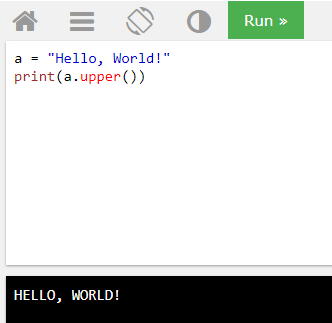 Run »
a = "Hello, World!"
print(a.upper())
HELLO, WORLD!